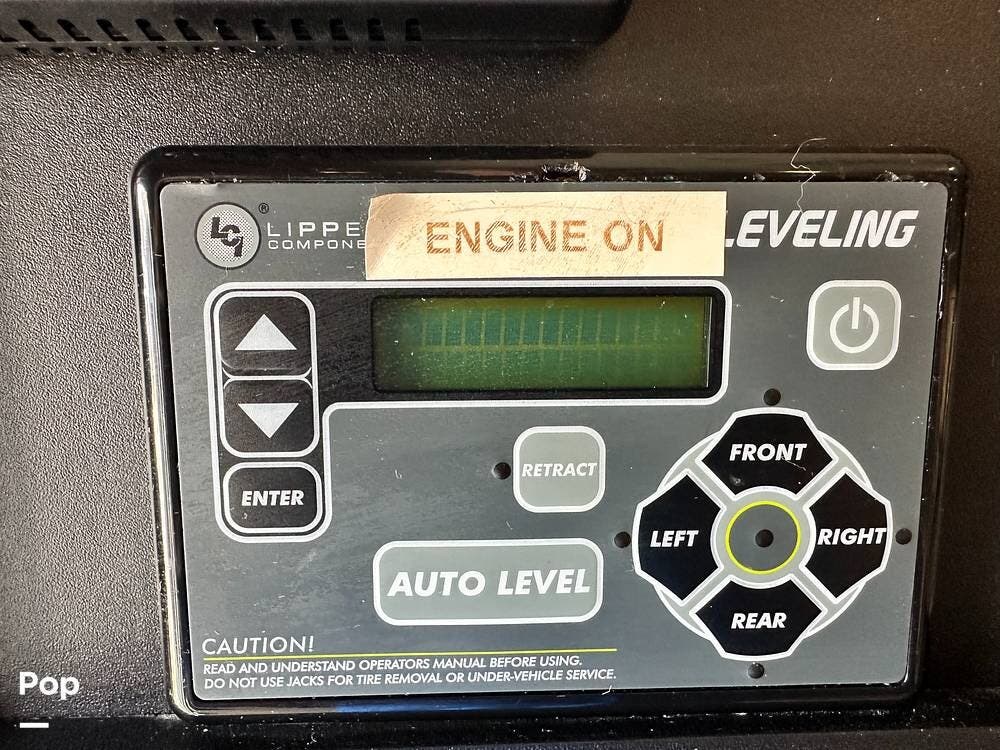 LCI ® LIPPE
COMPONE
ENGINE ON
LEVELING
FRONT
RETRACT
ENTER
LEFT
RIGHT
AUTO LEVEL
REAR
CAUTION!
READ AND UNDERSTAND OPERATORS MANUAL BEFORE USING.
DO NOT USE JACKS FOR TIRE REMOVAL OR UNDER-VEHICLE SERVICE.
Pop